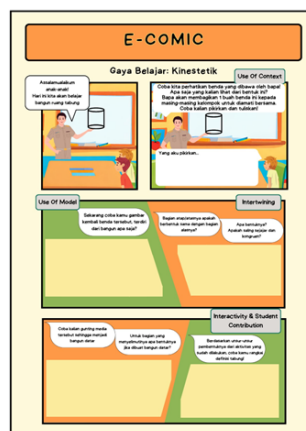 E-COMIC
Gaya Belajar: Kinestetik
Use Of Context
Assalamualaikum
anak-anak!
Hari ini kita akan belajar
bangun ruang tabung
Coba kita perhatikan benda yang dibawa oleh bapak!
Apa saja yang kalian lihat dari bentuk ini?
Bapak akan membagikan 1 buah benda ini kepada
masing-masing kelompok untuk diamati bersama.
Coba kalian pikirkan dan tuliskan!
Yang aku pikirkan...
Use Of Model
Intertwining
Sekarang coba kamu gambar
kembali benda tersebut, terdiri
dari bangun apa saja?
Bagian atasnya apakah
berbentuk sama dengan bagian
alasnya?
Apa bentuknya?
Apakah saling sejajar dan
kongruen?
Interactivity & Student
Contribution
Coba kalian gunting media
tersebut sehingga menjadi
bangun datar
Untuk bagian yang
menyelimutinya apa bentuknya
jika dibuat bangun datar?
Berdasarkan unsur-unsur
pembentuknya dan aktivitas yang
sudah dilakukan, coba kamu rangkai
definisi tabung!